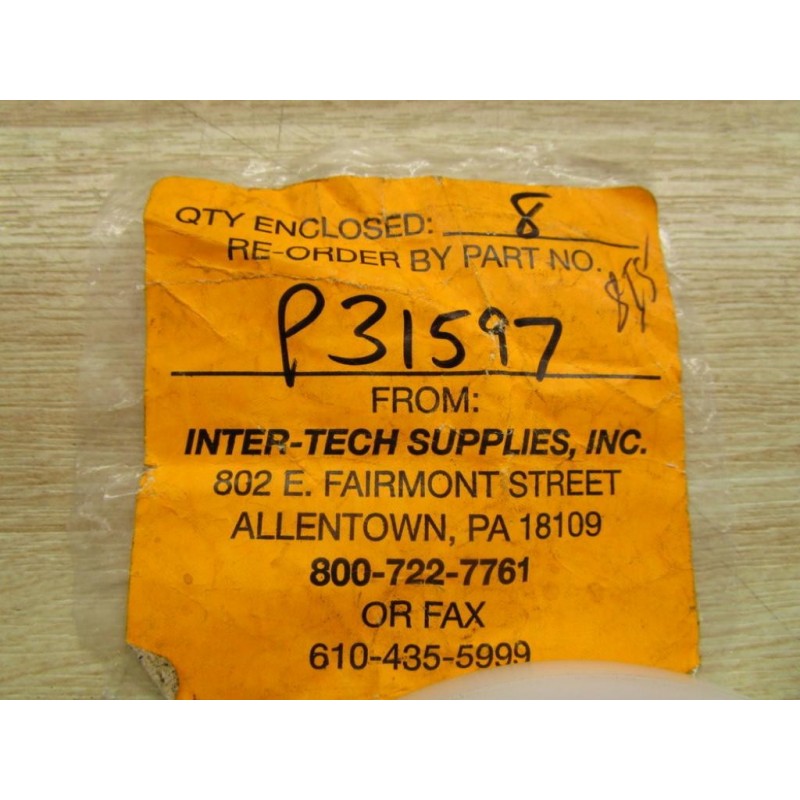 QTY ENCLOSED: 8
RE-ORDER BY PART NO.
P31597
FROM:
INTER-TECH SUPPLIES, INC.
802 E. FAIRMONT STREET
ALLENTOWN, PA 18109
800-722-7761
OR FAX
610-435-5999